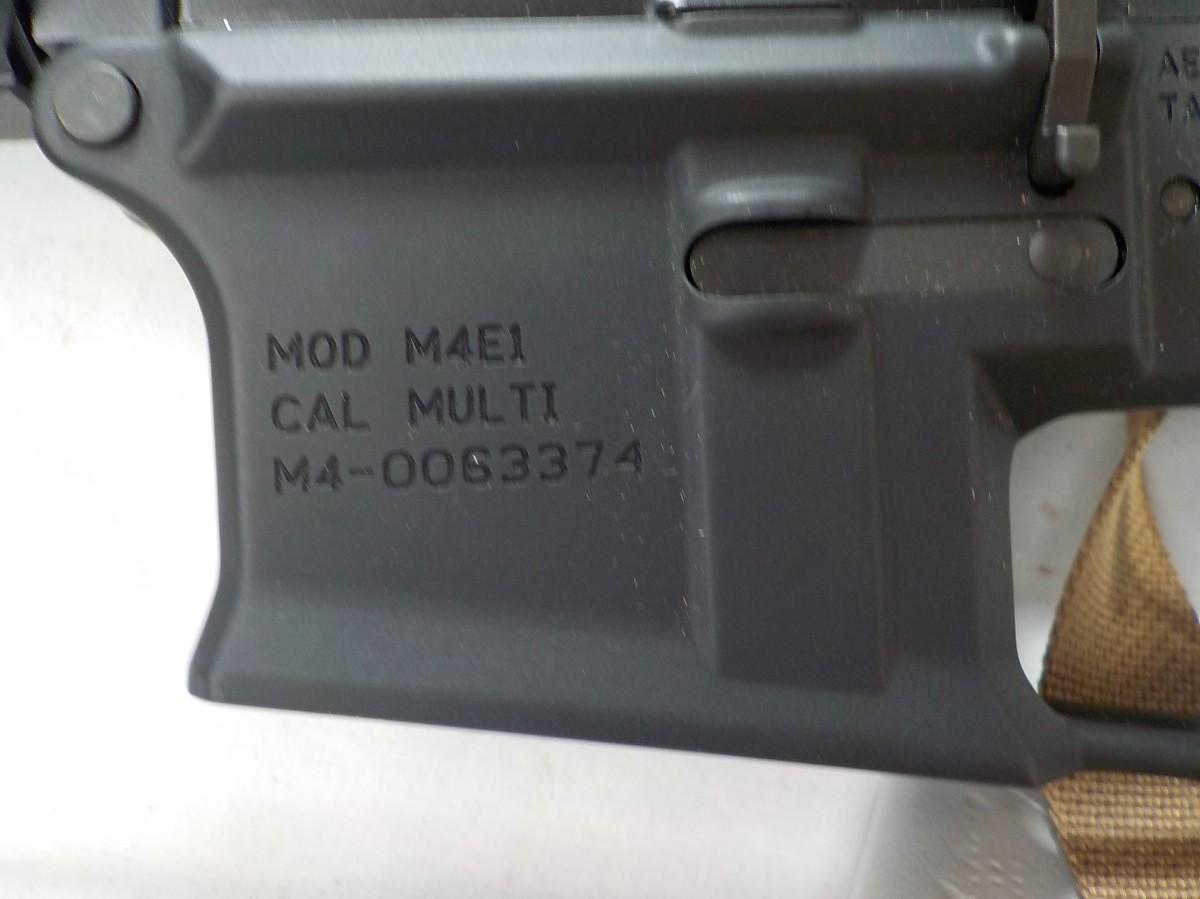 MOD M4E1
CAL MULTI
M4-0063374